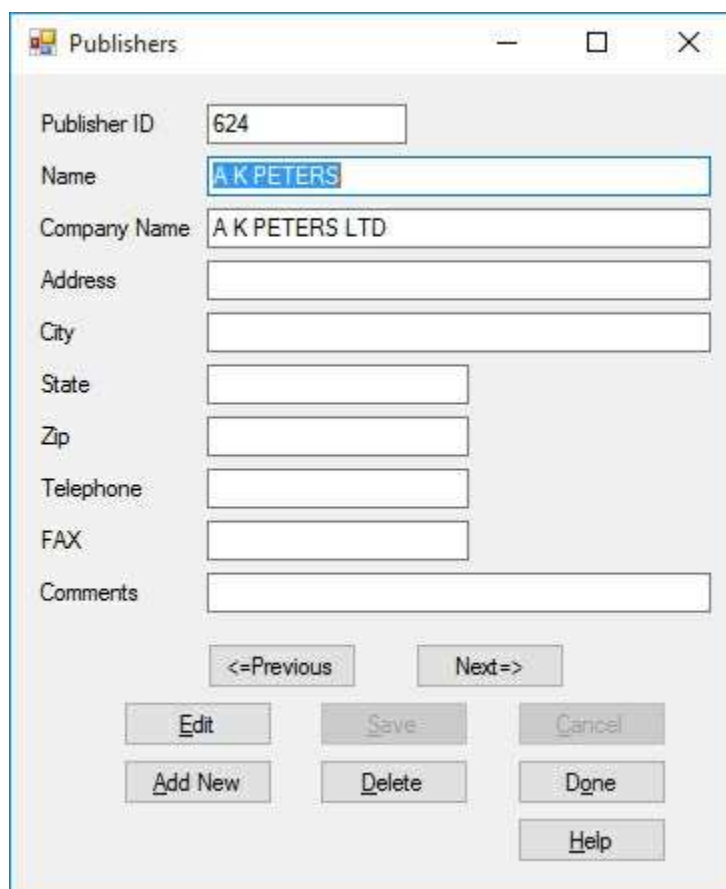 Publishers
Publisher ID 624
Name A K PETERS
Company Name A K PETERS LTD
Address
City
State
Zip
Telephone
FAX
Comments
<=Previous Next=>
Edit Save Cancel
Add New Delete Done
Help